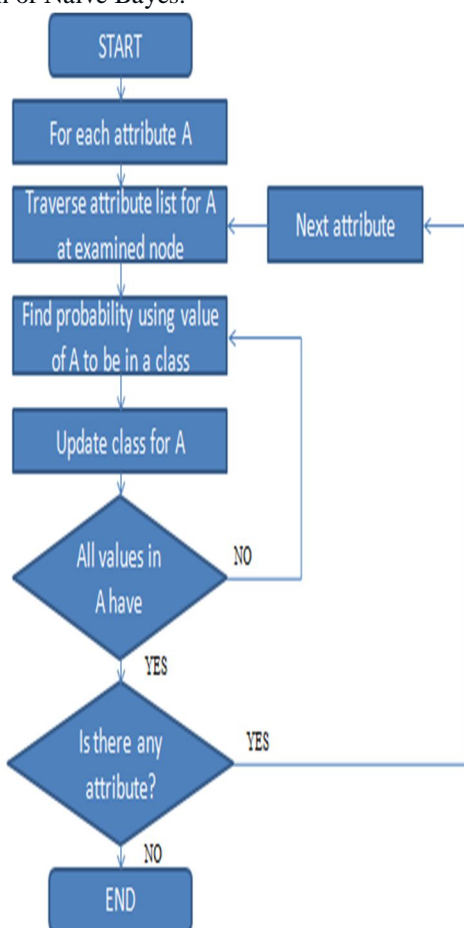 of Naïve Bayes.
START
For each attribute A
Traverse attribute list for A
at examined node
Next attribute
Find probability using value
of A to be in a class
Update class for A
All values in
A have
NO
YES
Is there any
attribute?
YES
NO
END